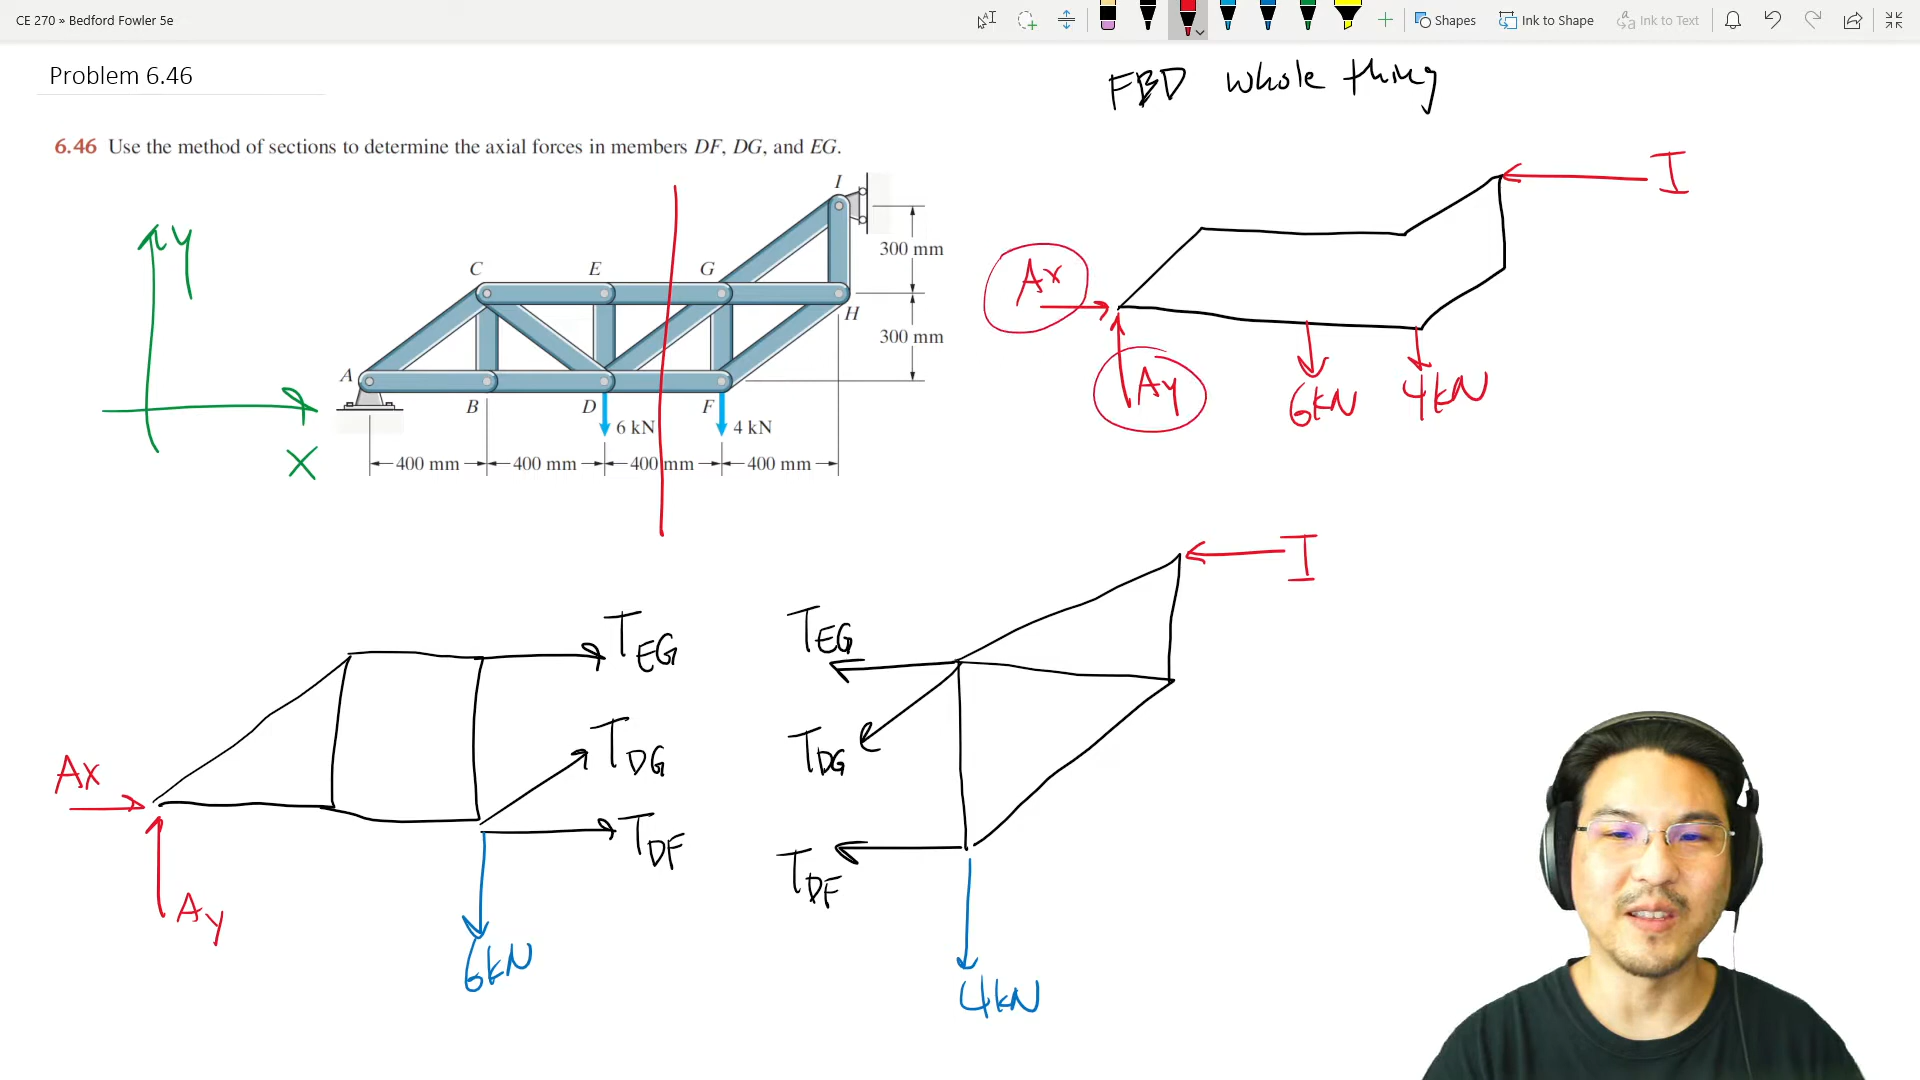 CE 270 » Bedford Fowler 5e
Shapes
Ink to Shape
Ink to Text
Problem 6.46
FBD whole thing
6.46 Use the method of sections to determine the axial forces in members DF, DG, and EG.
y
x
I
C
E
G
300 mm
H
300 mm
A
B
D
F
6 kN
4 kN
400 mm
400 mm
400 mm
400 mm
I
Ax
Ay
6kN
4kN
TEG
TDG
TDF
Ax
Ay
6kN
I
TEG
TDG
TDF
4kN